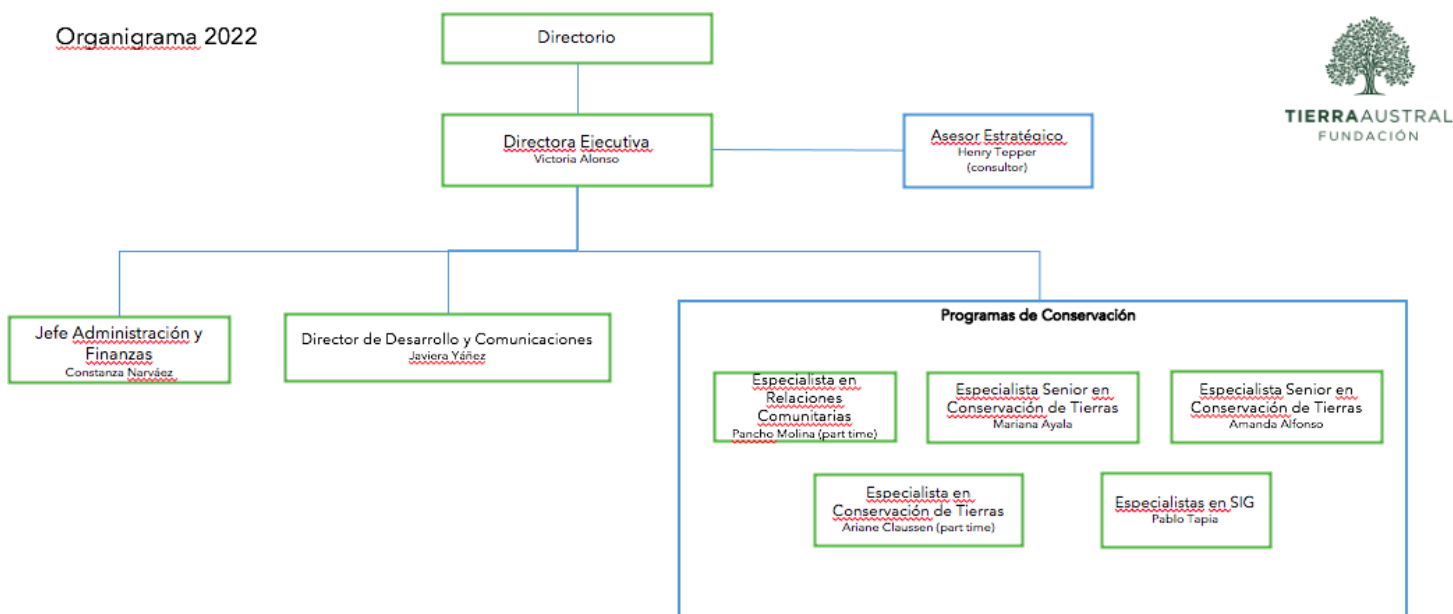 Organigrama 2022
Directorio
TIERRAAUSTRAL
FUNDACIÓN
Directora Ejecutiva
Victoria Alonso
Asesor Estratégico
Henry Tepper
(consultor)
Jefe Administración y
Finanzas
Constanza Narváez
Director de Desarrollo y Comunicaciones
Javiera Yáñez
Programas de Conservación
Especialista en
Relaciones
Comunitarias
Pancho Molina (part time)
Especialista Senior en
Conservación de Tierras
Mariana Ayala
Especialista Senior en
Conservación de Tierras
Amanda Alfonso
Especialista en
Conservación de Tierras
Ariane Claussen (part time)
Especialistas en SIG
Pablo Tapia